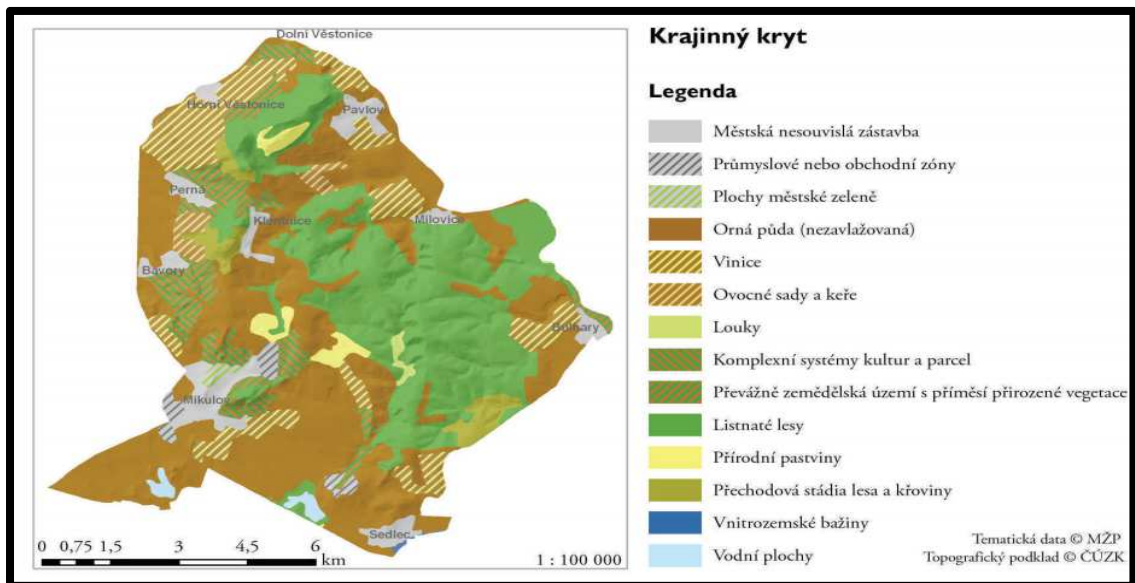 Dolní Věstonice
Horní Věstonice
Pavlov
Perná
Klentnice
Milovice
Bavory
Bulhary
Mikulov
Sedlec
0 0,75 1,5 3 4,5 6
km
1 : 100 000
Krajinný kryt
Legenda
Městská nesouvislá zástavba
Průmyslové nebo obchodní zóny
Plochy městské zeleně
Orná půda (nezavlažovaná)
Vinice
Ovocné sady a keře
Louky
Komplexní systémy kultur a parcel
Převážně zemědělská území s příměsí přirozené vegetace
Listnaté lesy
Přírodní pastviny
Přechodová stádia lesa a křoviny
Vnitrozemské bažiny
Vodní plochy
Tematická data © MŽP
Topografický podklad © ČÚZK